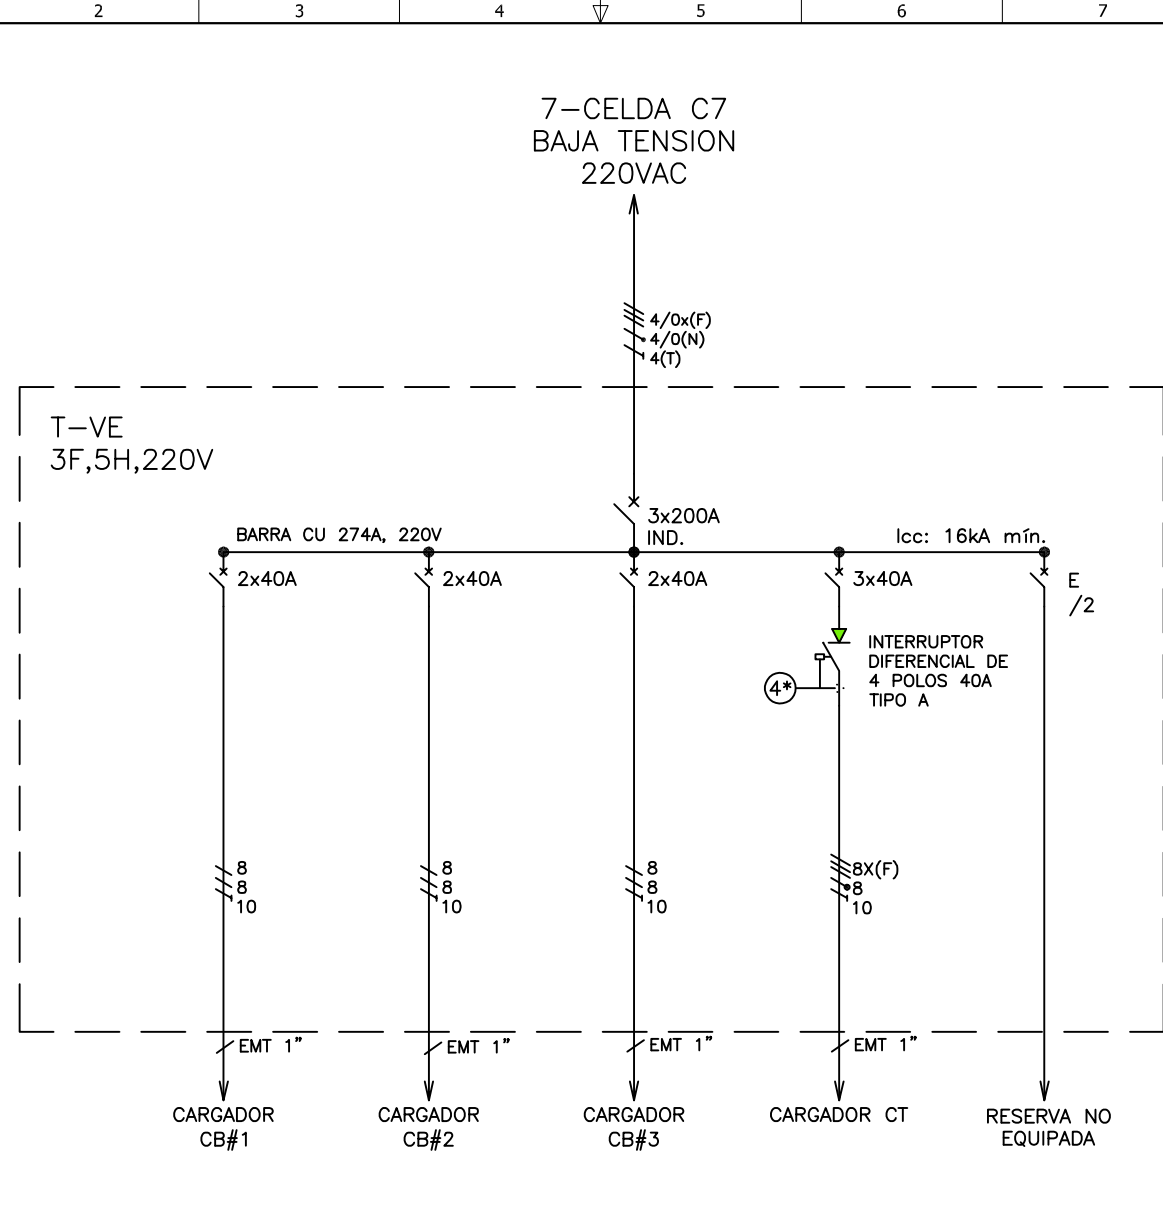 2 3 4 5 6 7
7-CELDA C7
BAJA TENSION
220VAC
4/0x(F)
4/0(N)
4(T)
T-VE
3F,5H,220V
3x200A
IND.
BARRA CU 274A, 220V
Icc: 16kA mín.
2x40A
2x40A
2x40A
3x40A
E
/2
INTERRUPTOR
DIFERENCIAL DE
4 POLOS 40A
TIPO A
4*
8
8
10
8
8
10
8
8
10
8X(F)
8
10
EMT 1"
EMT 1"
EMT 1"
EMT 1"
CARGADOR
CB#1
CARGADOR
CB#2
CARGADOR
CB#3
CARGADOR CT
RESERVA NO
EQUIPADA